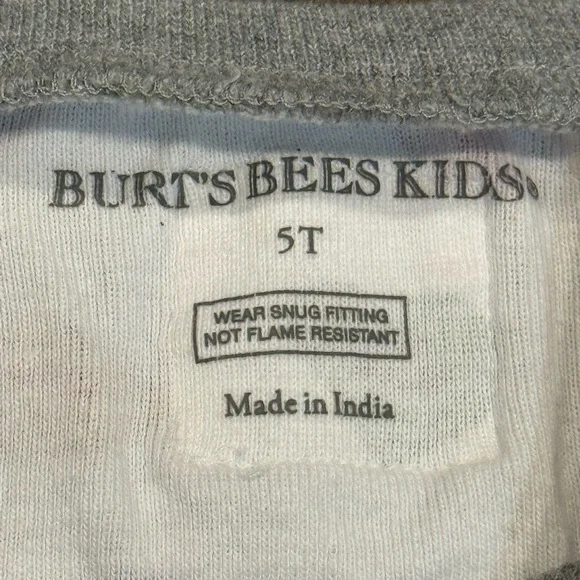 BURT'S BEES KIDS
5T
WEAR SNUG FITTING
NOT FLAME RESISTANT
Made in India